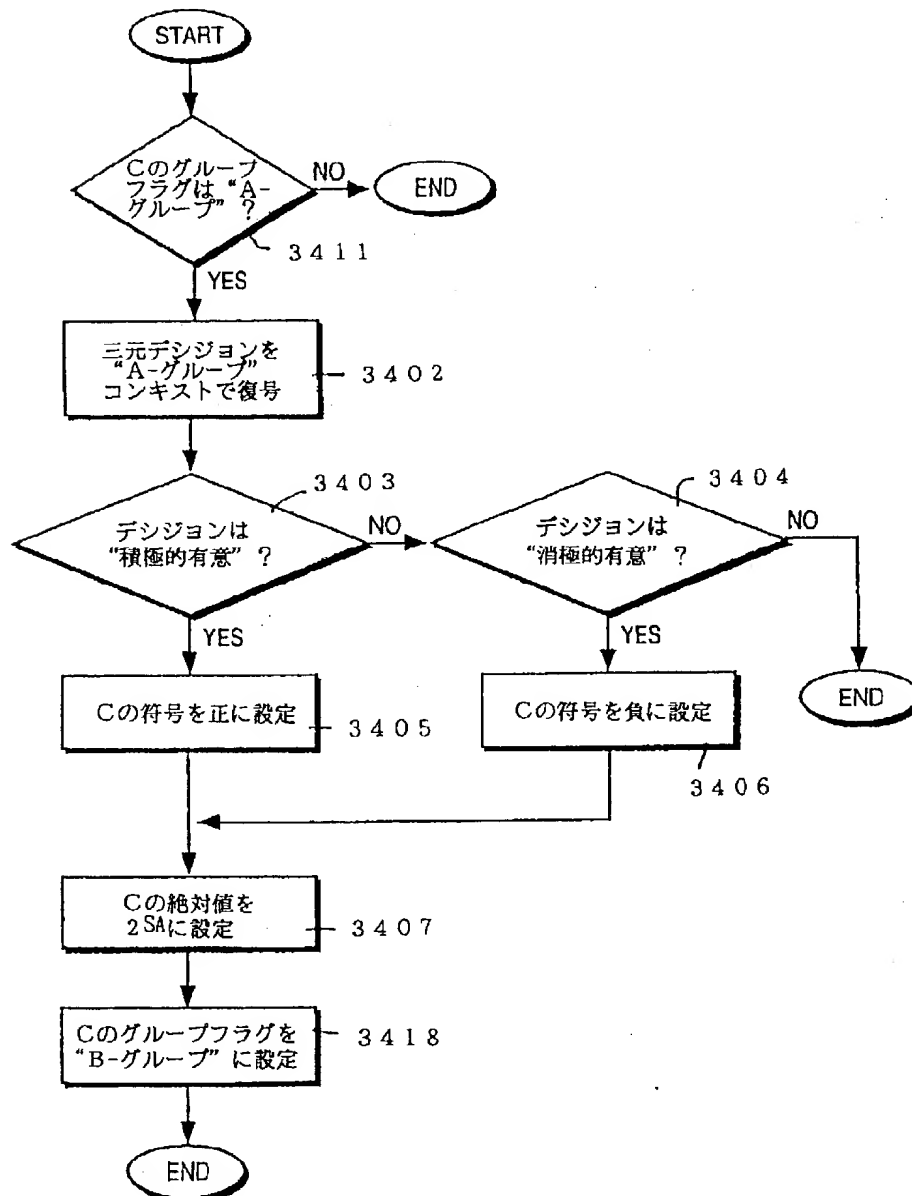 START
Cのグループ
フラグは“A-
グループ”?
NO
END
3411
YES
三元デシジョンを
“A-グループ”
コンキストで復号
3402
3403
デシジョンは
“積極的有意”?
NO
3404
デシジョンは
“消極的有意”?
NO
YES
YES
END
Cの符号を正に設定
3405
Cの符号を負に設定
3406
Cの絶対値を
2SAに設定
3407
Cのグループフラグを
“B-グループ”に設定
3418
END